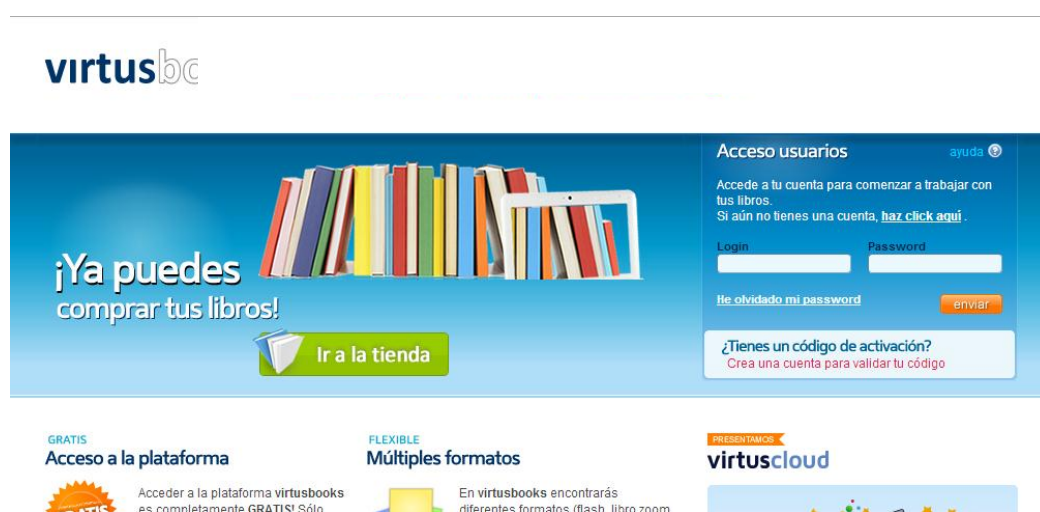 virtusbo
Acceso usuarios
ayuda
Accede a tu cuenta para comenzar a trabajar con
tus libros.
Si aún no tienes una cuenta, haz click aquí .
Login Password
He olvidado mi password
enviar
¿Tienes un código de activación?
Crea una cuenta para validar tu código
¡Ya puedes
comprar tus libros!
Ir a la tienda
GRATIS
Acceso a la plataforma
Acceder a la plataforma virtusbooks
es completamente GRATIS! Sólo
GRATIS
FLEXIBLE
Múltiples formatos
En virtusbooks encontrarás
diferentes formatos (flash, libro zoom
PRESENTAMOS
virtuscloud